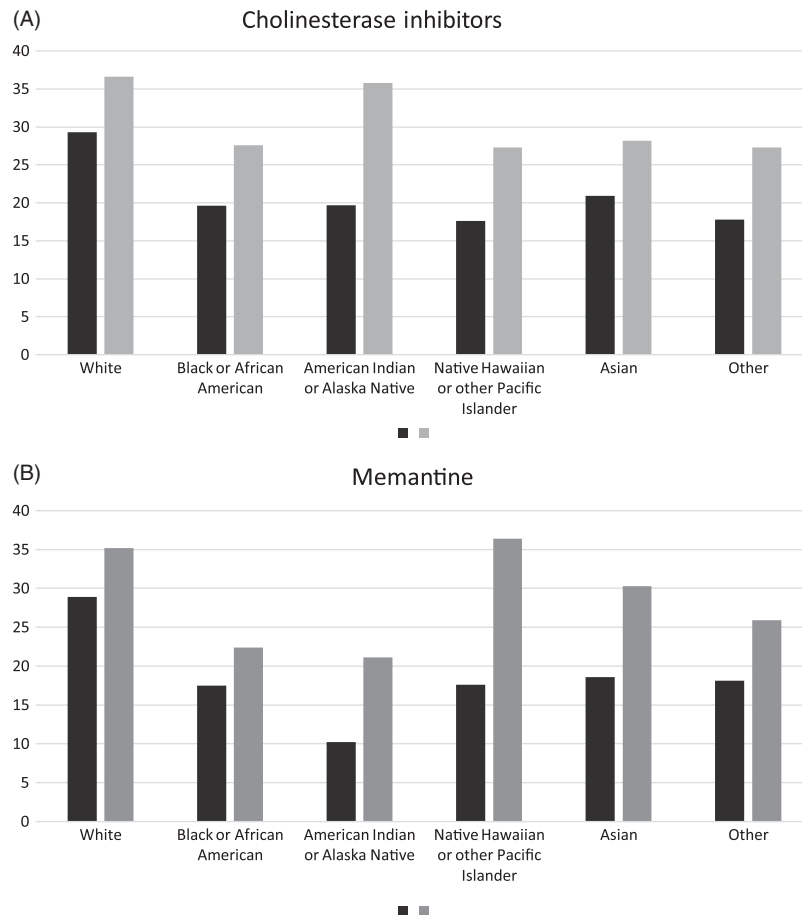 (A)
Cholinesterase inhibitors
40
35
30
25
20
15
10
5
0
White
Black or African
American
American Indian
or Alaska Native
Native Hawaiian
or other Pacific
Islander
Asian
Other
(B)
Memantine
40
35
30
25
20
15
10
5
0
White
Black or African
American
American Indian
or Alaska Native
Native Hawaiian
or other Pacific
Islander
Asian
Other